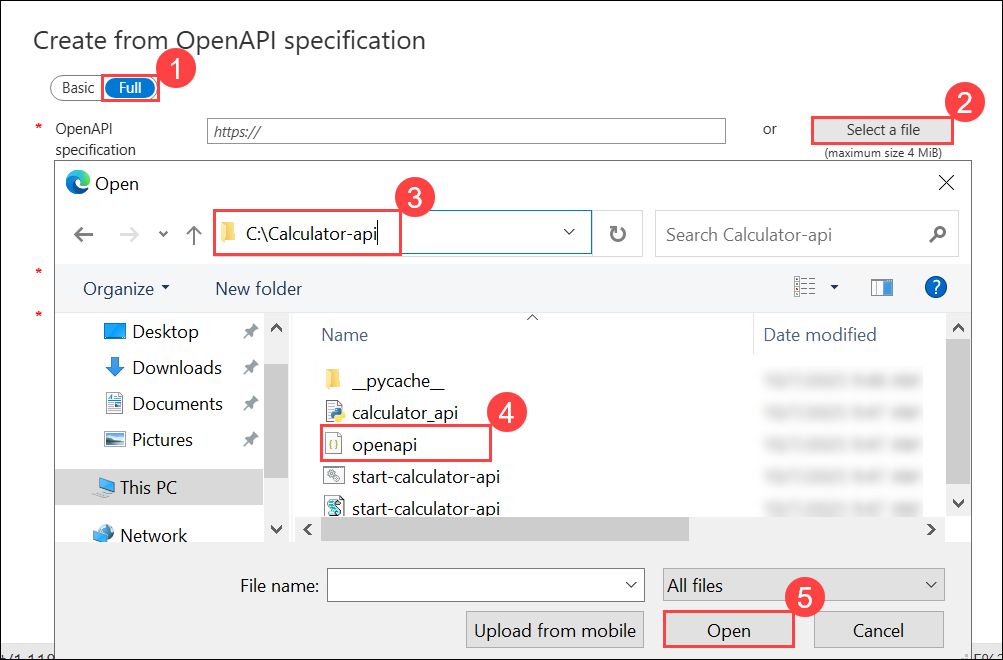 Create from OpenAPI specification
1
Basic Full
2
* OpenAPI specification
https://
or
Select a file
(maximum size 4 MiB)
Open
3
C:\Calculator-api
Search Calculator-api
*
Organize
New folder
?
*
Desktop
Downloads
Documents
Pictures
This PC
Network
Name
Date modified
__pycache__
calculator_api
4
openapi
start-calculator-api
start-calculator-api
File name:
All files
5
Upload from mobile
Open
Cancel